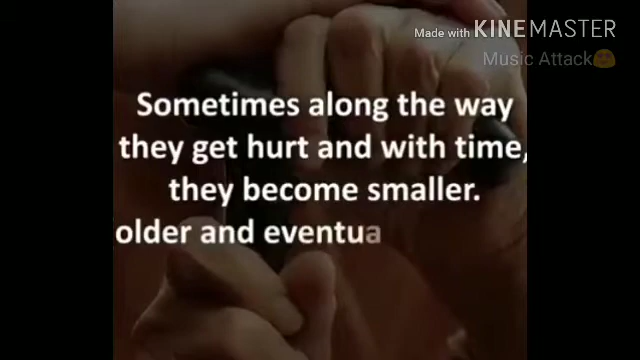 Made with KINEMASTER
Music Attack😍
Sometimes along the way
they get hurt and with time,
they become smaller.
older and eventua